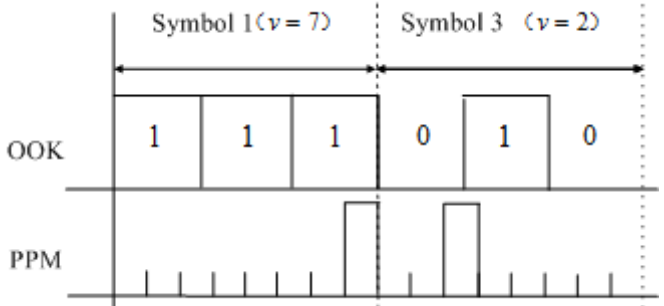 Symbol 1(v = 7) Symbol 3 (v = 2)
OOK 1 1 1 0 1 0
PPM